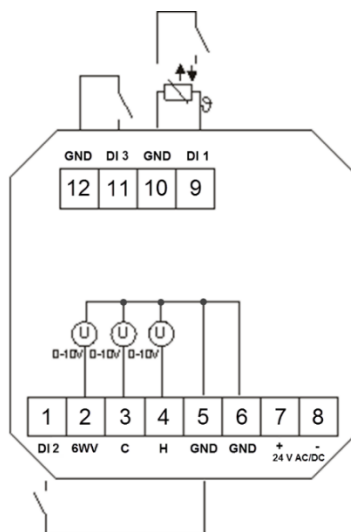 ϑ
GND DI 3 GND DI 1
12 11 10 9
U U U
0-10V 0-10V 0-10V
1 2 3 4 5 6 7 8
DI 2 6WV C H GND GND + -
24 V AC/DC